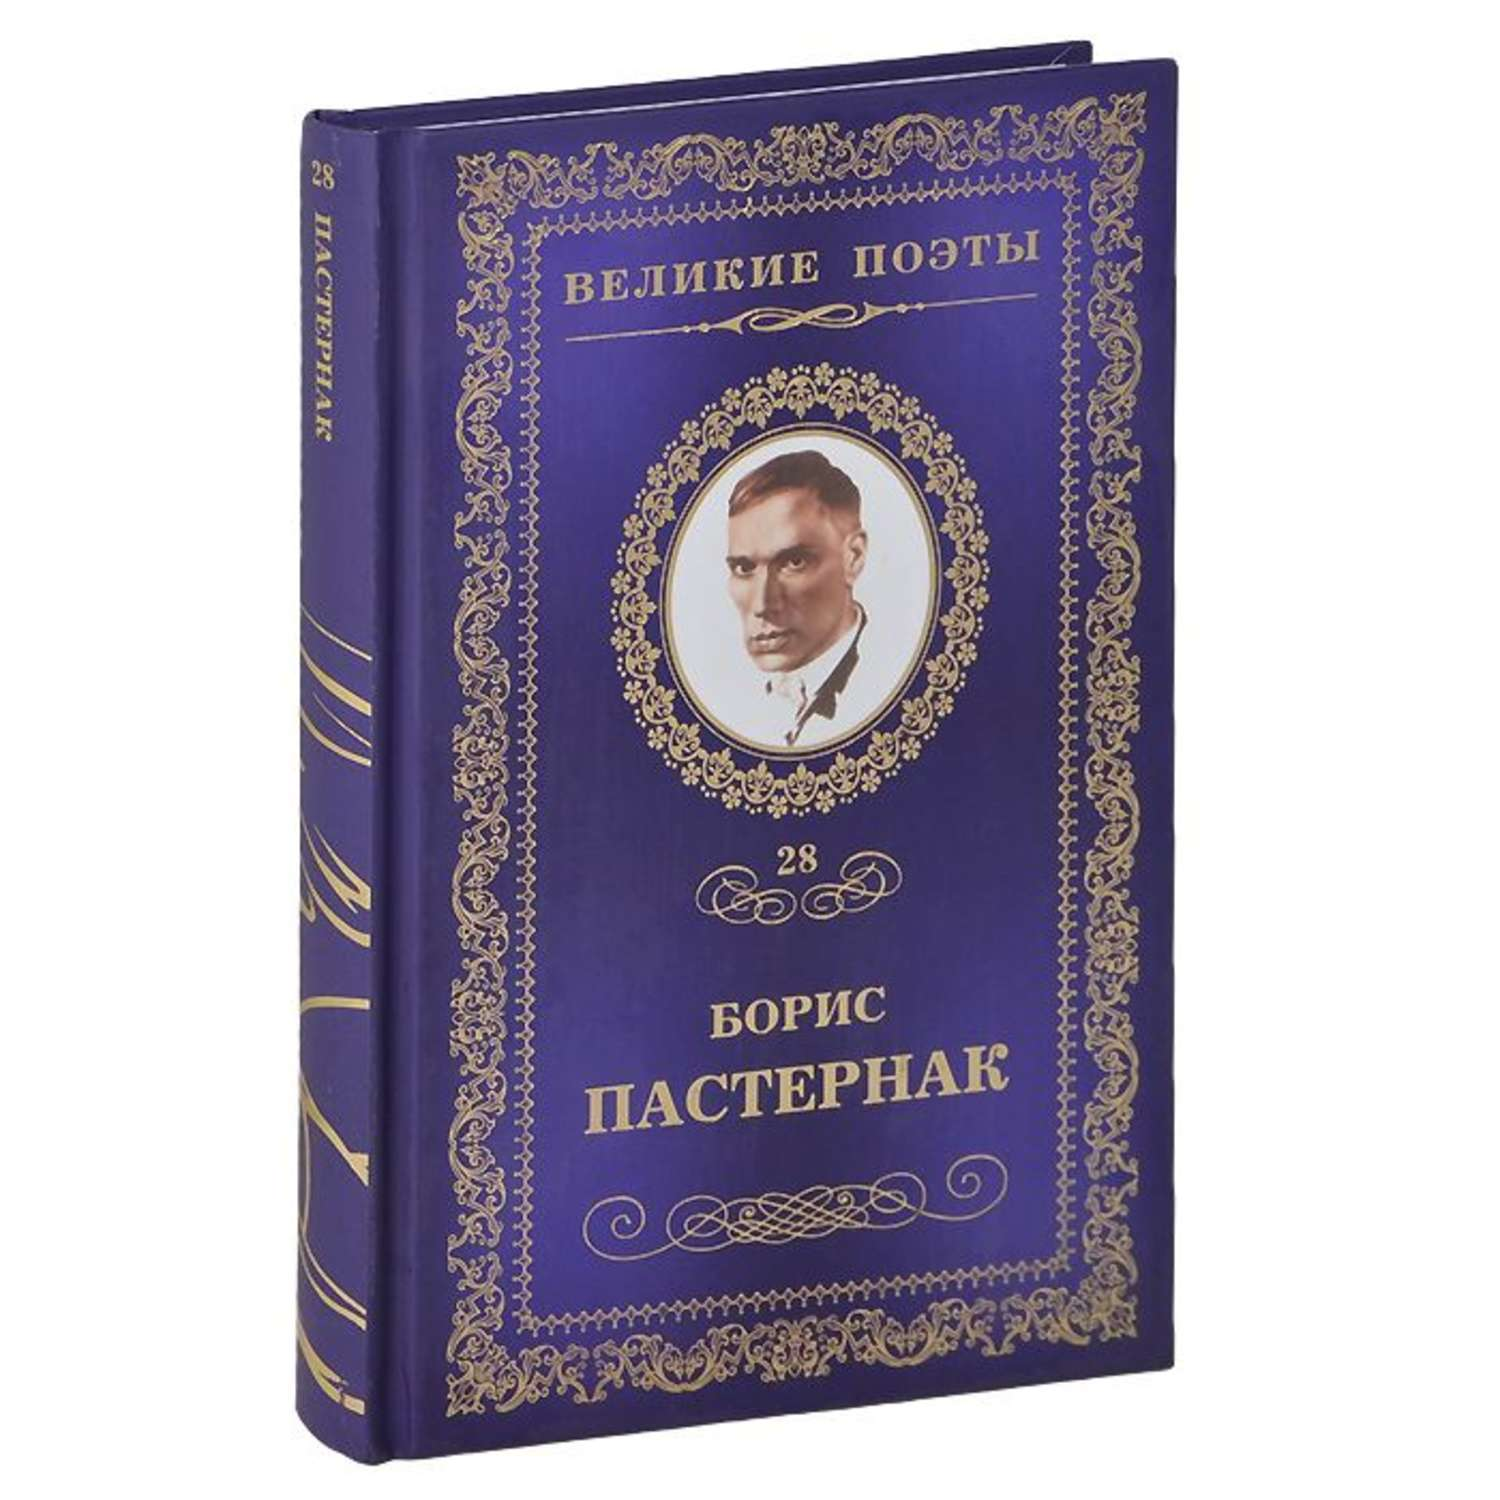 28 ПАСТЕРНАК
ВЕЛИКИЕ ПОЭТЫ
28
БОРИС
ПАСТЕРНАК